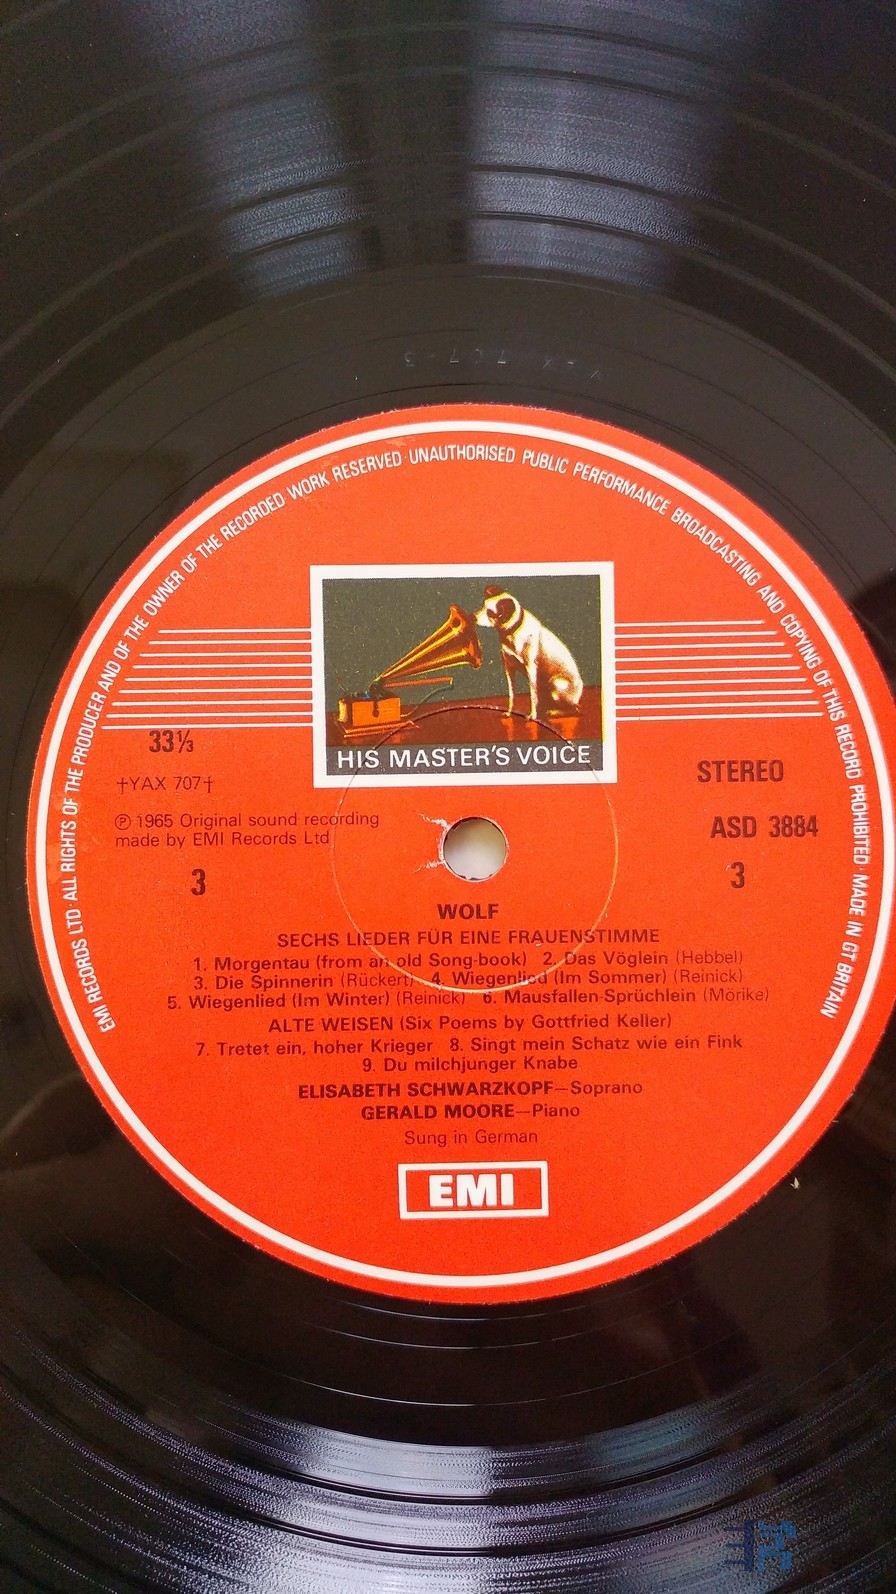 EMI RECORDS LTD·ALL RIGHTS OF THE PRODUCER AND OF THE OWNER OF THE RECORDED WORK RESERVED·UNAUTHORISED PUBLIC PERFORMANCE BROADCASTING AND COPYING OF THIS RECORD PROHIBITED·MADE IN GT BRITAIN
HIS MASTER'S VOICE
33⅓
†YAX 707†
STEREO
℗ 1965 Original sound recording
made by EMI Records Ltd
ASD 3884
3
3
WOLF
SECHS LIEDER FÜR EINE FRAUENSTIMME
1. Morgentau (from an old Song-book) 2. Das Vöglein (Hebbel)
3. Die Spinnerin (Rückert) 4. Wiegenlied (Im Sommer) (Reinick)
5. Wiegenlied (Im Winter) (Reinick) 6. Mausfallen-Sprüchlein (Mörike)
ALTE WEISEN (Six Poems by Gottfried Keller)
7. Tretet ein, hoher Krieger 8. Singt mein Schatz wie ein Fink
9. Du milchjunger Knabe
ELISABETH SCHWARZKOPF—Soprano
GERALD MOORE—Piano
Sung in German
EMI